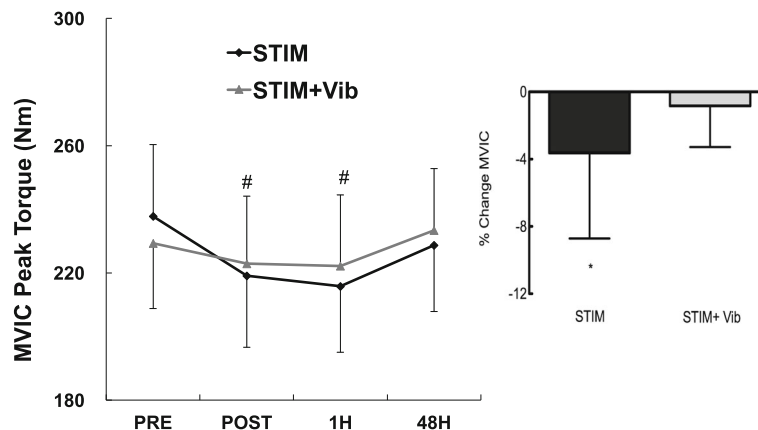 300
260
220
180
MVIC Peak Torque (Nm)
STIM
STIM+Vib
#
#
PRE POST 1H 48H
0
-4
-8
-12
% Change MVIC
*
STIM STIM+ Vib